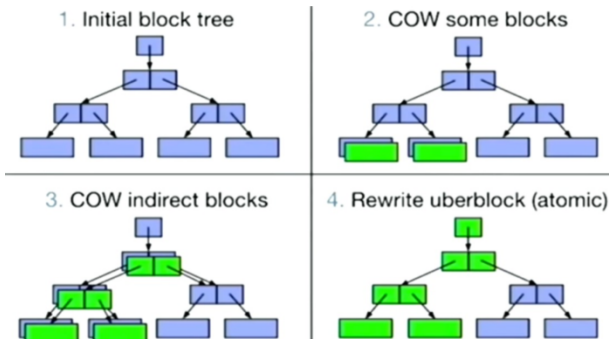 1. Initial block tree
2. COW some blocks
3. COW indirect blocks
4. Rewrite uberblock (atomic)